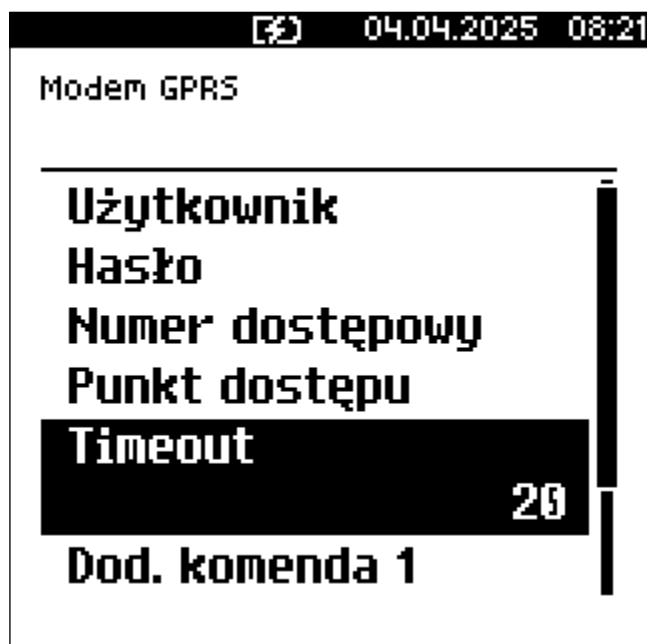 04.04.2025 08:21
Modem GPRS
Użytkownik
Hasło
Numer dostępowy
Punkt dostępu
Timeout
20
Dod. komenda 1